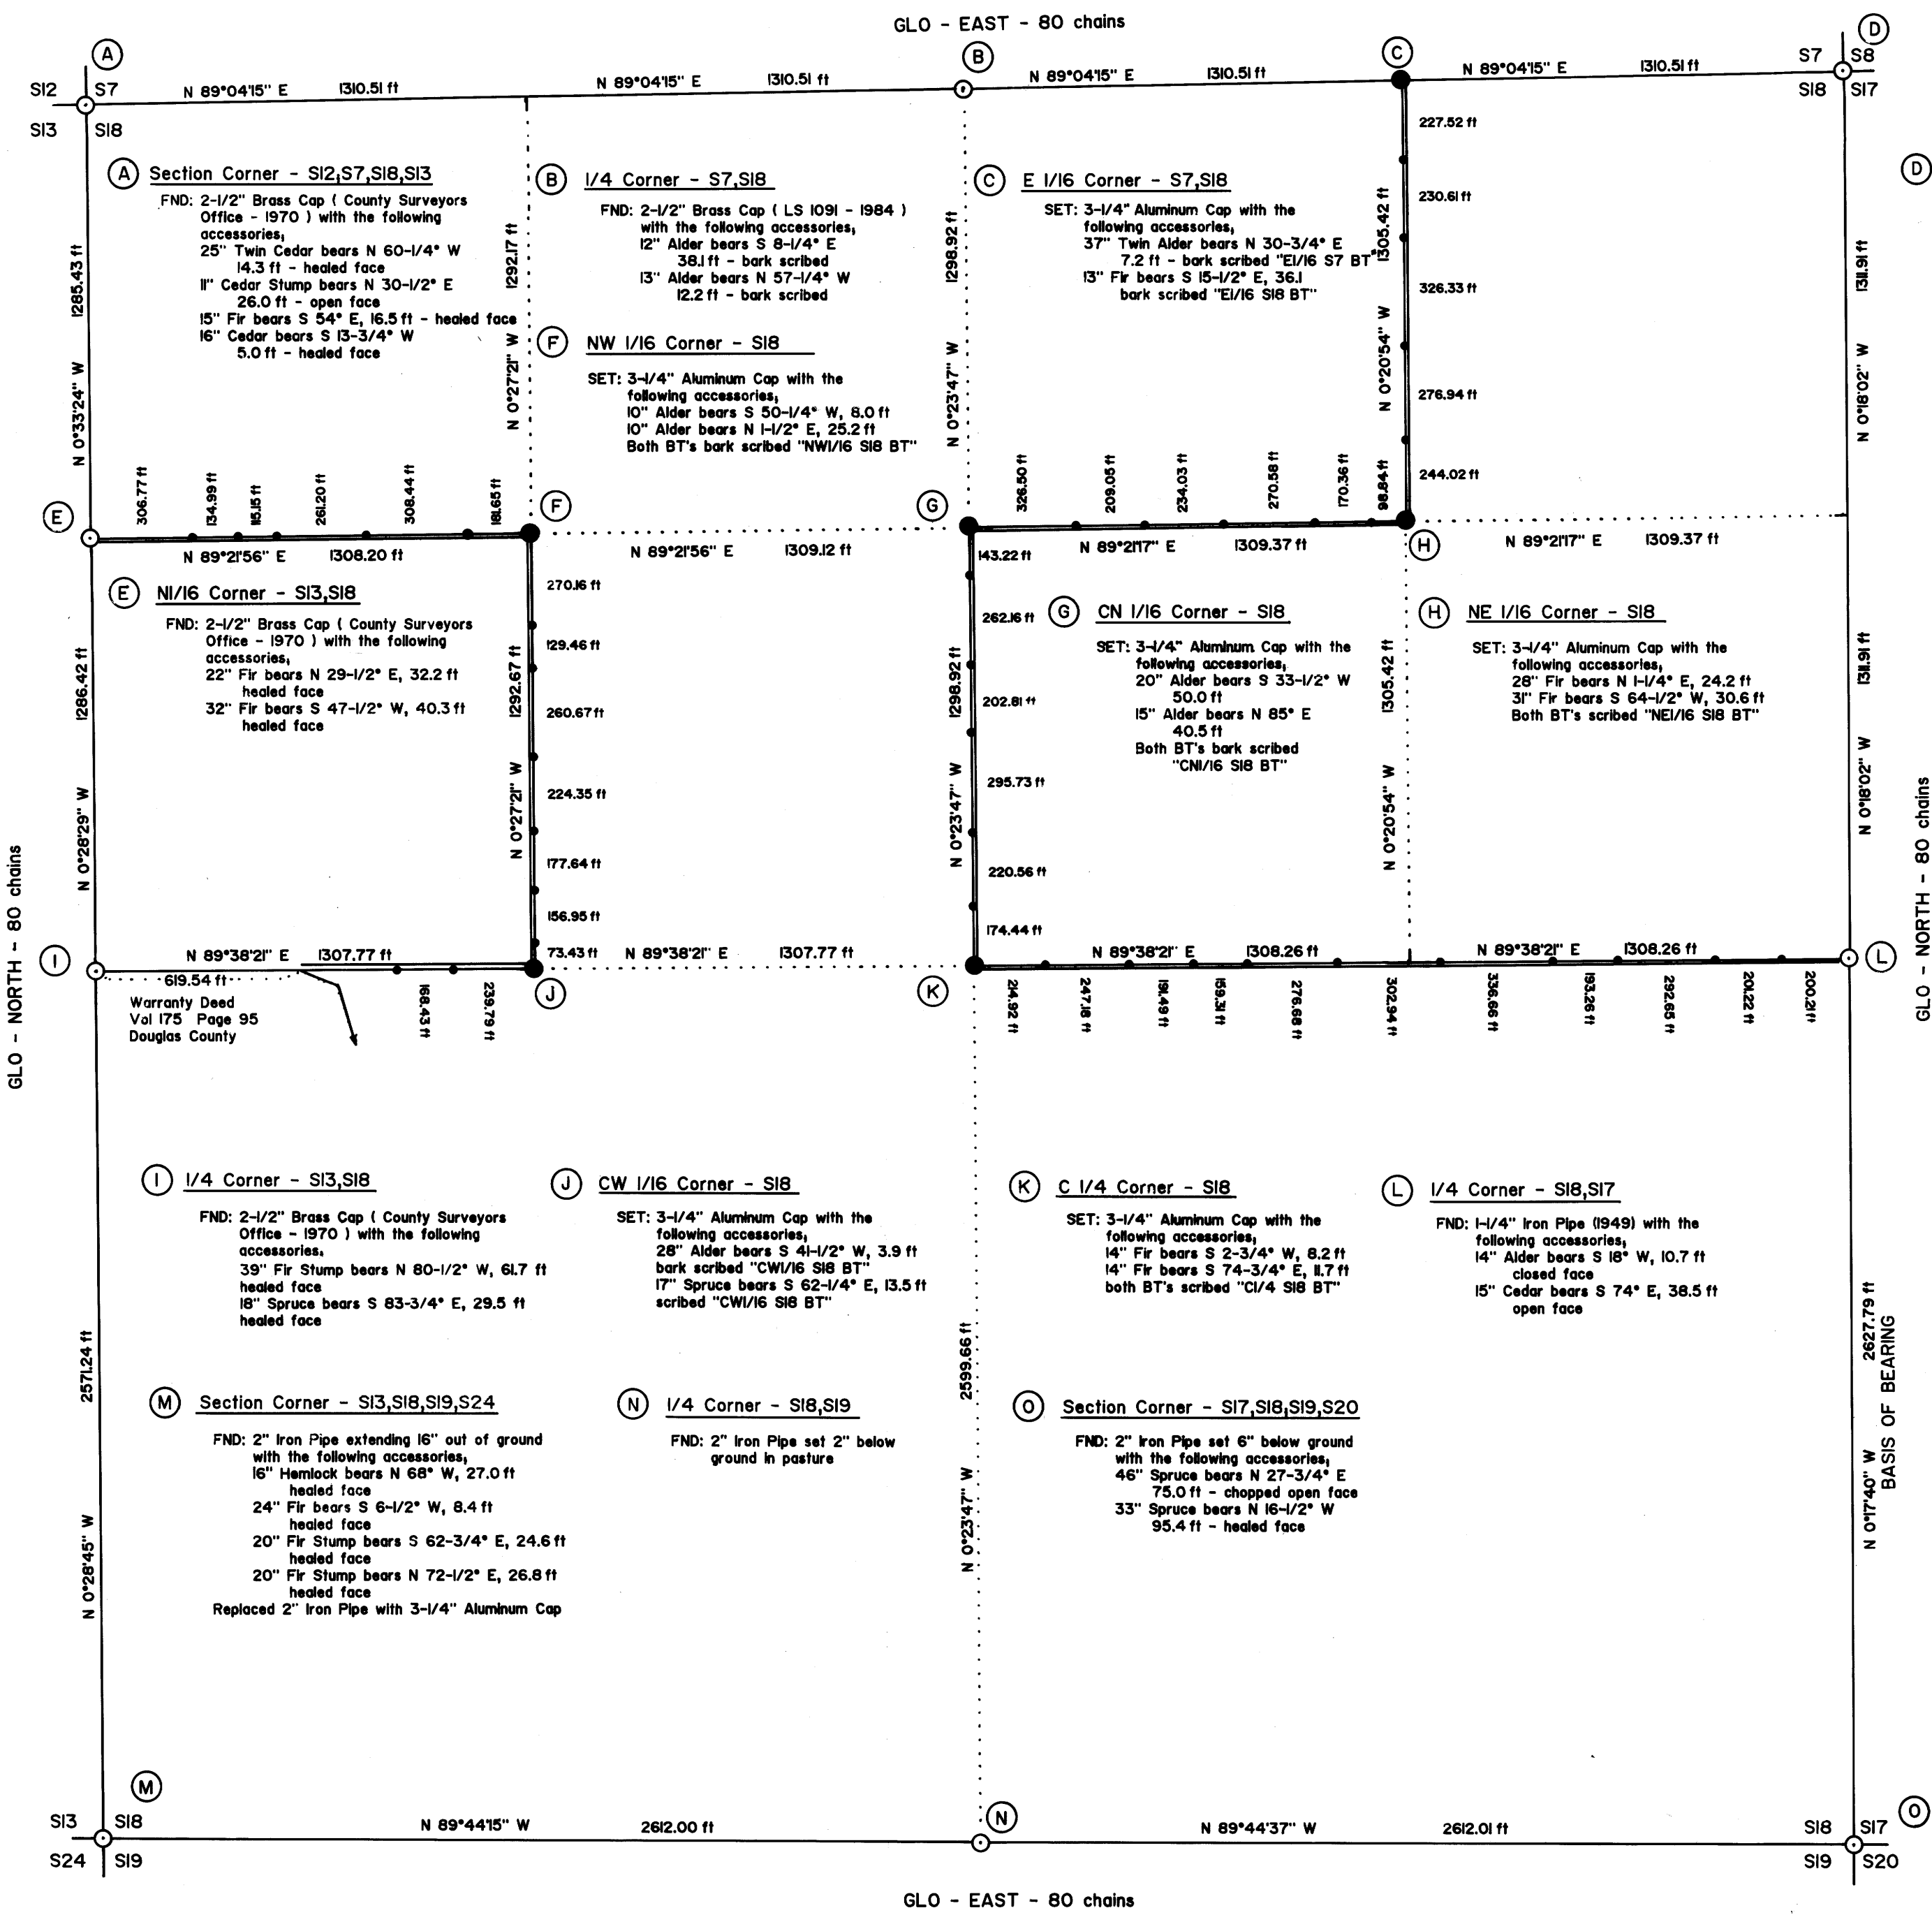 GLO - EAST - 80 chains
A
B
C
D
S12 S7
S13 S18
N 89°04'15" E 1310.51 ft
N 89°04'15" E 1310.51 ft
N 89°04'15" E 1310.51 ft
N 89°04'15" E 1310.51 ft
S7 S8
S18 S17
A Section Corner - S12,S7,S18,S13
FND: 2-1/2" Brass Cap ( County Surveyors
Office - 1970 ) with the following
accessories,
25" Twin Cedar bears N 60-1/4° W
14.3 ft - healed face
11" Cedar Stump bears N 30-1/2° E
26.0 ft - open face
15" Fir bears S 54° E, 16.5 ft - healed face
16" Cedar bears S 13-3/4° W
5.0 ft - healed face
B 1/4 Corner - S7,S18
FND: 2-1/2" Brass Cap ( LS 1091 - 1984 )
with the following accessories,
12" Alder bears S 8-1/4° E
38.1 ft - bark scribed
13" Alder bears N 57-1/4° W
12.2 ft - bark scribed
F NW 1/16 Corner - S18
SET: 3-1/4" Aluminum Cap with the
following accessories,
10" Alder bears S 50-1/4° W, 8.0 ft
10" Alder bears N 1-1/2° E, 25.2 ft
Both BT's bark scribed "NW1/16 S18 BT"
C E 1/16 Corner - S7,S18
SET: 3-1/4" Aluminum Cap with the
following accessories,
37" Twin Alder bears N 30-3/4° E
7.2 ft - bark scribed "E1/16 S7 BT"
13" Fir bears S 15-1/2° E, 36.1
bark scribed "E1/16 S18 BT"
D
N 0°33'24" W 1285.43 ft
N 0°27'21" W 1292.17 ft
N 0°23'47" W 1298.92 ft
N 0°20'54" W 1305.42 ft
227.52 ft
230.61 ft
326.33 ft
276.94 ft
244.02 ft
N 0°18'02" W 1311.91 ft
306.77 ft
134.99 ft
115.15 ft
261.20 ft
308.44 ft
181.65 ft
326.50 ft
209.05 ft
234.03 ft
270.58 ft
170.36 ft
98.84 ft
E
F
G
H
N 89°21'56" E 1308.20 ft
N 89°21'56" E 1309.12 ft
N 89°21'17" E 1309.37 ft
N 89°21'17" E 1309.37 ft
E N1/16 Corner - S13,S18
FND: 2-1/2" Brass Cap ( County Surveyors
Office - 1970 ) with the following
accessories,
22" Fir bears N 29-1/2° E, 32.2 ft
healed face
32" Fir bears S 47-1/2° W, 40.3 ft
healed face
G CN 1/16 Corner - S18
SET: 3-1/4" Aluminum Cap with the
following accessories,
20" Alder bears S 33-1/2° W
50.0 ft
15" Alder bears N 85° E
40.5 ft
Both BT's bark scribed
"CN1/16 S18 BT"
H NE 1/16 Corner - S18
SET: 3-1/4" Aluminum Cap with the
following accessories,
28" Fir bears N 1-1/4° E, 24.2 ft
31" Fir bears S 64-1/2° W, 30.6 ft
Both BT's scribed "NE1/16 S18 BT"
N 0°28'29" W 1286.42 ft
N 0°27'21" W 1292.67 ft
270.16 ft
129.46 ft
260.67 ft
224.35 ft
177.64 ft
156.95 ft
73.43 ft
N 0°23'47" W 1298.92 ft
143.22 ft
262.16 ft
202.81 ft
295.73 ft
220.56 ft
174.44 ft
N 0°20'54" W 1305.42 ft
N 0°18'02" W 1311.91 ft
GLO - NORTH - 80 chains
GLO - NORTH - 80 chains
I
J
K
L
N 89°38'21" E 1307.77 ft
N 89°38'21" E 1307.77 ft
N 89°38'21" E 1308.26 ft
N 89°38'21" E 1308.26 ft
619.54 ft
Warranty Deed
Vol 175 Page 95
Douglas County
168.43 ft
239.79 ft
214.92 ft
247.18 ft
191.49 ft
159.31 ft
276.68 ft
302.94 ft
336.66 ft
193.26 ft
292.65 ft
201.22 ft
200.21 ft
I 1/4 Corner - S13,S18
FND: 2-1/2" Brass Cap ( County Surveyors
Office - 1970 ) with the following
accessories,
39" Fir Stump bears N 80-1/2° W, 61.7 ft
healed face
18" Spruce bears S 83-3/4° E, 29.5 ft
healed face
J CW 1/16 Corner - S18
SET: 3-1/4" Aluminum Cap with the
following accessories,
28" Alder bears S 41-1/2° W, 3.9 ft
bark scribed "CW1/16 S18 BT"
17" Spruce bears S 62-1/4° E, 13.5 ft
scribed "CW1/16 S18 BT"
K C 1/4 Corner - S18
SET: 3-1/4" Aluminum Cap with the
following accessories,
14" Fir bears S 2-3/4° W, 8.2 ft
14" Fir bears S 74-3/4° E, 11.7 ft
both BT's scribed "C1/4 S18 BT"
L 1/4 Corner - S18,S17
FND: 1-1/4" Iron Pipe (1949) with the
following accessories,
14" Alder bears S 18° W, 10.7 ft
closed face
15" Cedar bears S 74° E, 38.5 ft
open face
M Section Corner - S13,S18,S19,S24
FND: 2" Iron Pipe extending 16" out of ground
with the following accessories,
16" Hemlock bears N 68° W, 27.0 ft
healed face
24" Fir bears S 6-1/2° W, 8.4 ft
healed face
20" Fir Stump bears S 62-3/4° E, 24.6 ft
healed face
20" Fir Stump bears N 72-1/2° E, 26.8 ft
healed face
Replaced 2" Iron Pipe with 3-1/4" Aluminum Cap
N 1/4 Corner - S18,S19
FND: 2" Iron Pipe set 2" below
ground in pasture
O Section Corner - S17,S18,S19,S20
FND: 2" Iron Pipe set 6" below ground
with the following accessories,
46" Spruce bears N 27-3/4° E
75.0 ft - chopped open face
33" Spruce bears N 16-1/2° W
95.4 ft - healed face
N 0°28'45" W 2571.24 ft
N 0°23'47" W 2599.66 ft
N 0°17'40" W 2627.79 ft
BASIS OF BEARING
M
N
O
S13 S18
S24 S19
N 89°44'15" W 2612.00 ft
N 89°44'37" W 2612.01 ft
S18 S17
S19 S20
GLO - EAST - 80 chains